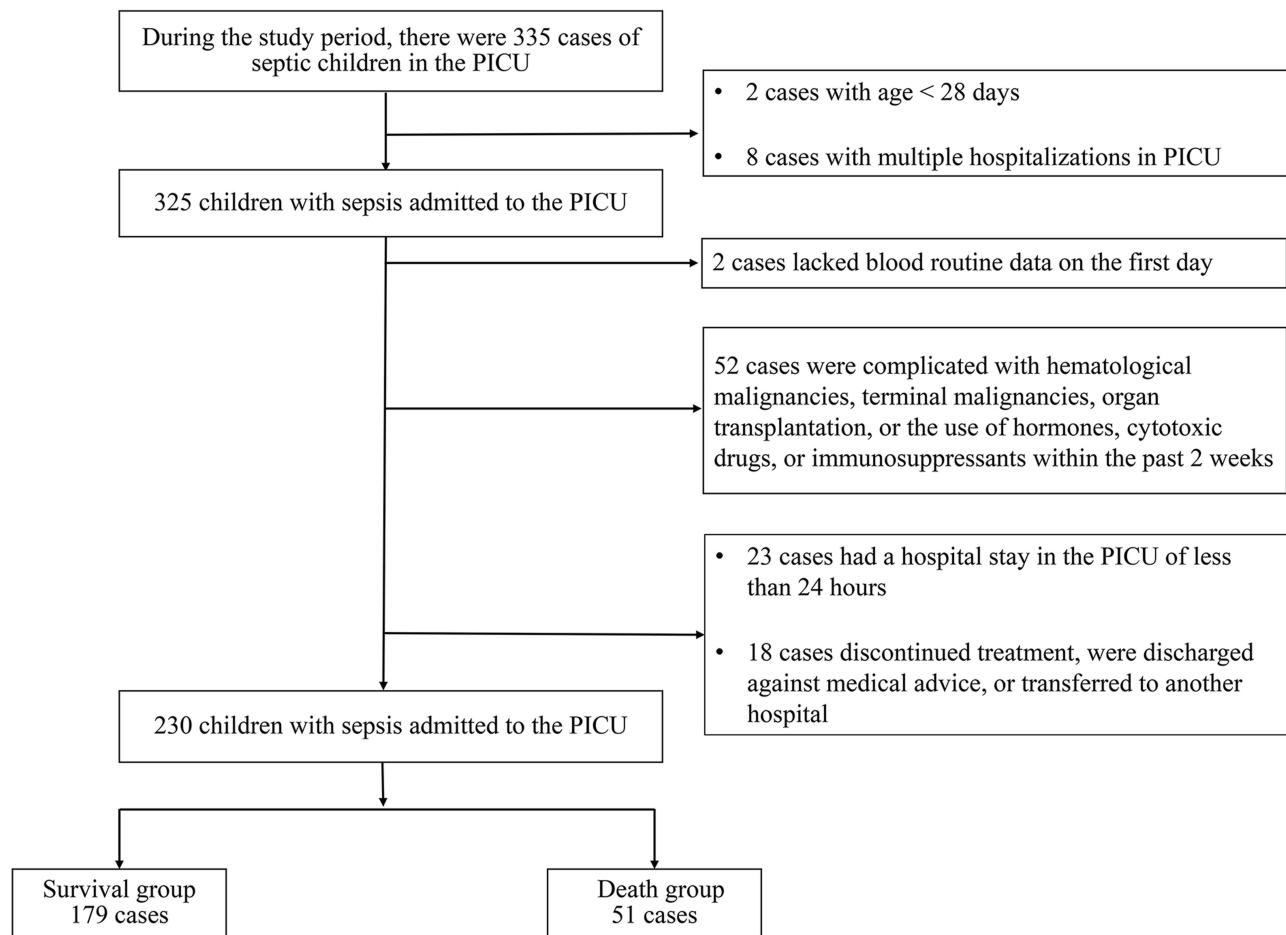 During the study period, there were 335 cases of
septic children in the PICU
• 2 cases with age < 28 days
• 8 cases with multiple hospitalizations in PICU
325 children with sepsis admitted to the PICU
2 cases lacked blood routine data on the first day
52 cases were complicated with hematological
malignancies, terminal malignancies, organ
transplantation, or the use of hormones, cytotoxic
drugs, or immunosuppressants within the past 2 weeks
• 23 cases had a hospital stay in the PICU of less
than 24 hours
• 18 cases discontinued treatment, were discharged
against medical advice, or transferred to another
hospital
230 children with sepsis admitted to the PICU
Survival group
179 cases
Death group
51 cases